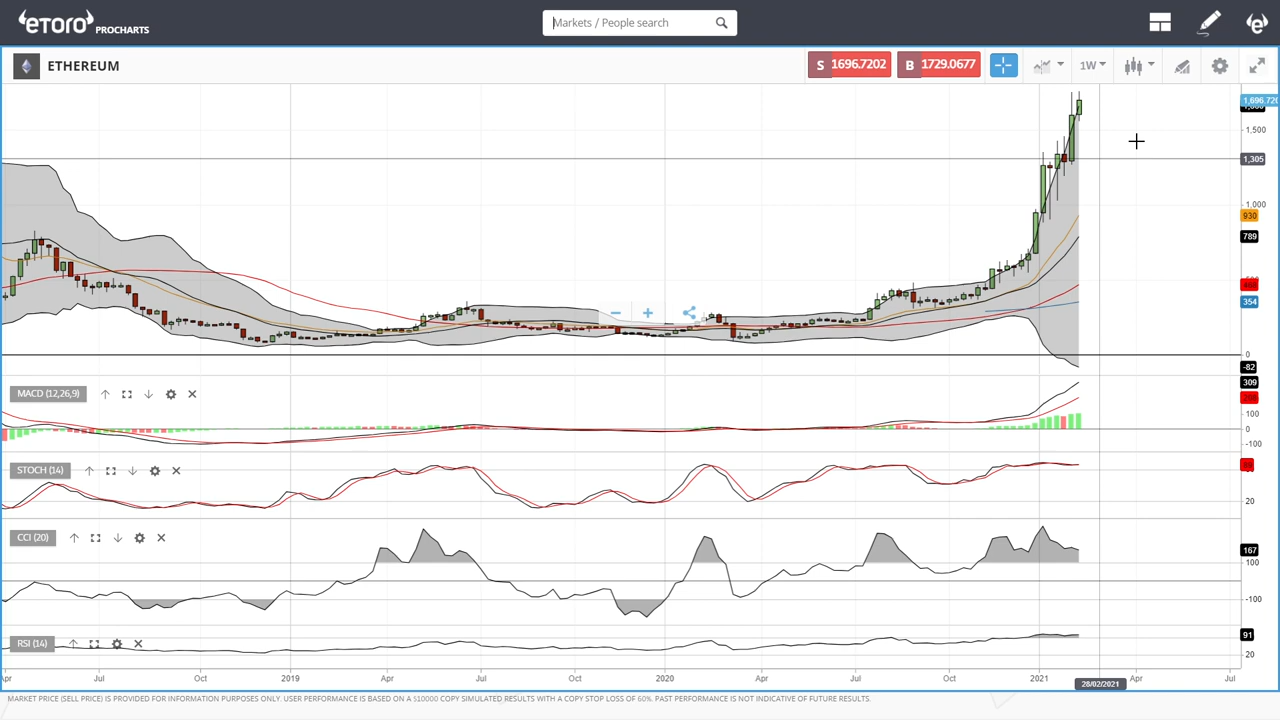 etoro PROCHARTS
Markets / People search
ETHEREUM
S 1696.7202
B 1729.0677
1W
1,696.720
1,500
1,305
1,000
930
789
354
0
-82
MACD (12,26,9)
309
100
0
-100
STOCH (14)
20
CCI (20)
167
100
-100
RSI (14)
91
20
Apr Jul Oct 2019 Apr Jul Oct 2020 Apr Jul Oct 2021 Apr Jul
28/02/2021
MARKET PRICE (SELL PRICE) IS PROVIDED FOR INFORMATION PURPOSES ONLY. USER PERFORMANCE IS BASED ON A $10000 COPY SIMULATED RESULTS WITH A COPY STOP LOSS OF 60%. PAST PERFORMANCE IS NOT INDICATIVE OF FUTURE RESULTS.